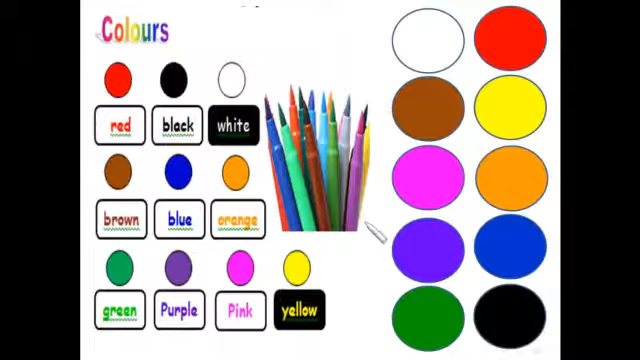 Colours
red black white
brown blue orange
green Purple Pink yellow